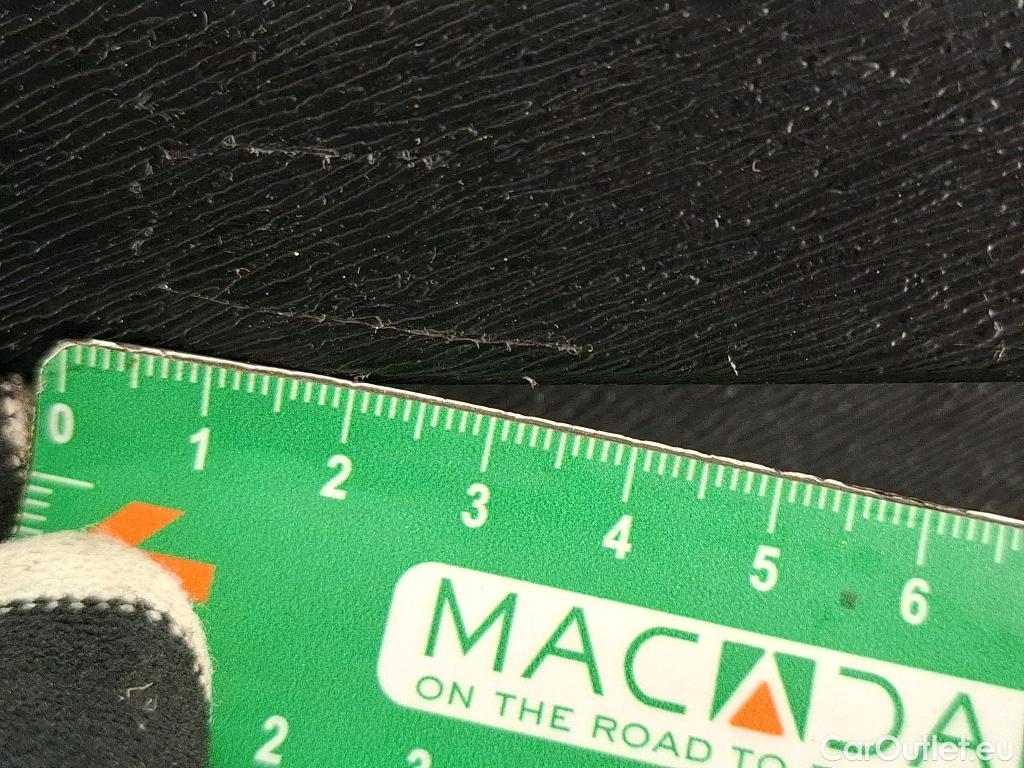 0 1 2 3 4 5 6
MACADA
ON THE ROAD TO
2
CarOutlet.eu